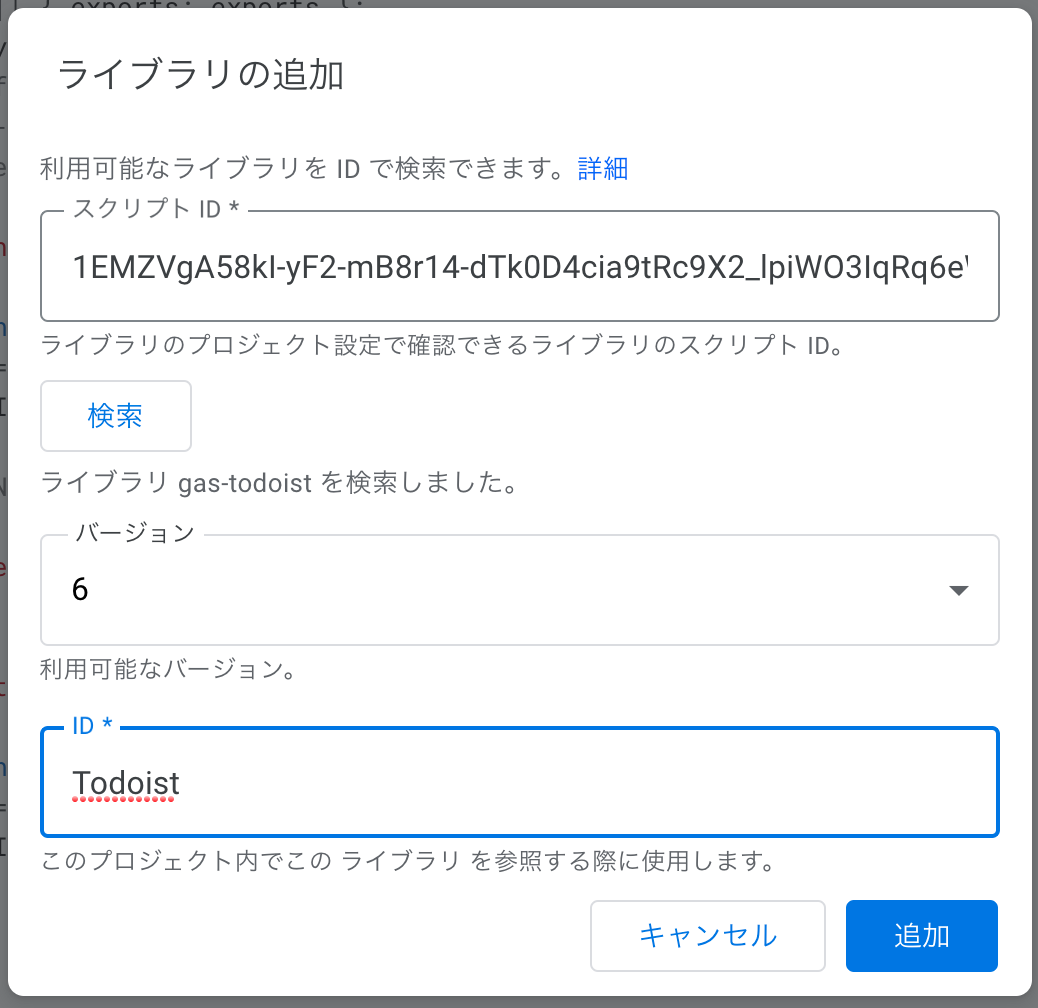 ライブラリの追加
利用可能なライブラリを ID で検索できます。詳細
スクリプト ID *
1EMZVgA58kI-yF2-mB8r14-dTk0D4cia9tRc9X2_lpiWO3IqRq6e
ライブラリのプロジェクト設定で確認できるライブラリのスクリプト ID。
検索
ライブラリ gas-todoist を検索しました。
バージョン
6
利用可能なバージョン。
ID *
Todoist
このプロジェクト内でこの ライブラリ を参照する際に使用します。
キャンセル
追加